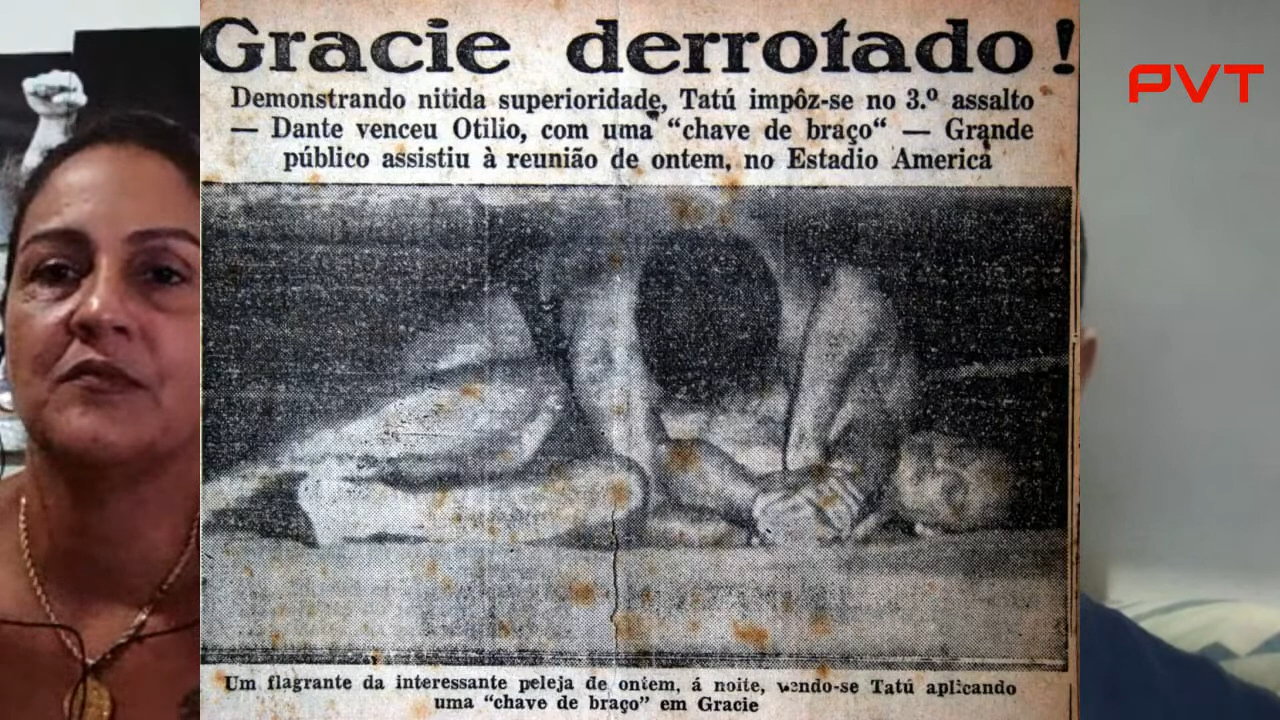 Gracie derrotado!
PVT
Demonstrando nitida superioridade, Tatú impôz-se no 3.º assalto
— Dante venceu Otilio, com uma “chave de braço“ — Grande
público assistiu à reunião de ontem, no Estadio America
Um flagrante da interessante peleja de ontem, á noite, vendo-se Tatú aplicando
uma “chave de braço” em Gracie